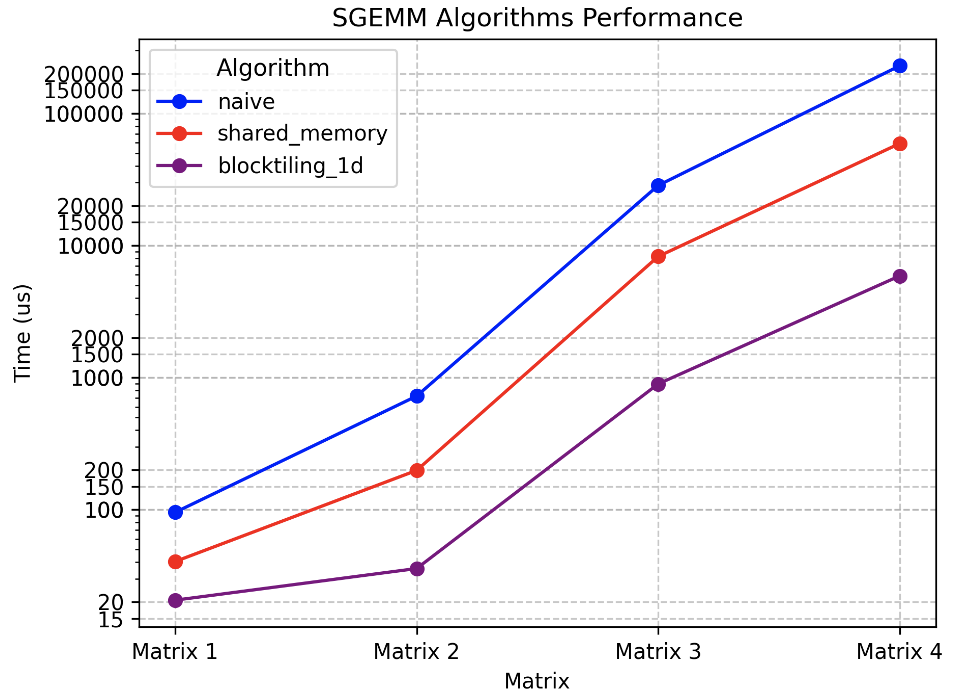 SGEMM Algorithms Performance
Algorithm
naive
shared_memory
blocktiling_1d
Time (us)
200000
150000
100000
20000
15000
10000
2000
1500
1000
200
150
100
20
15
Matrix 1 Matrix 2 Matrix 3 Matrix 4
Matrix